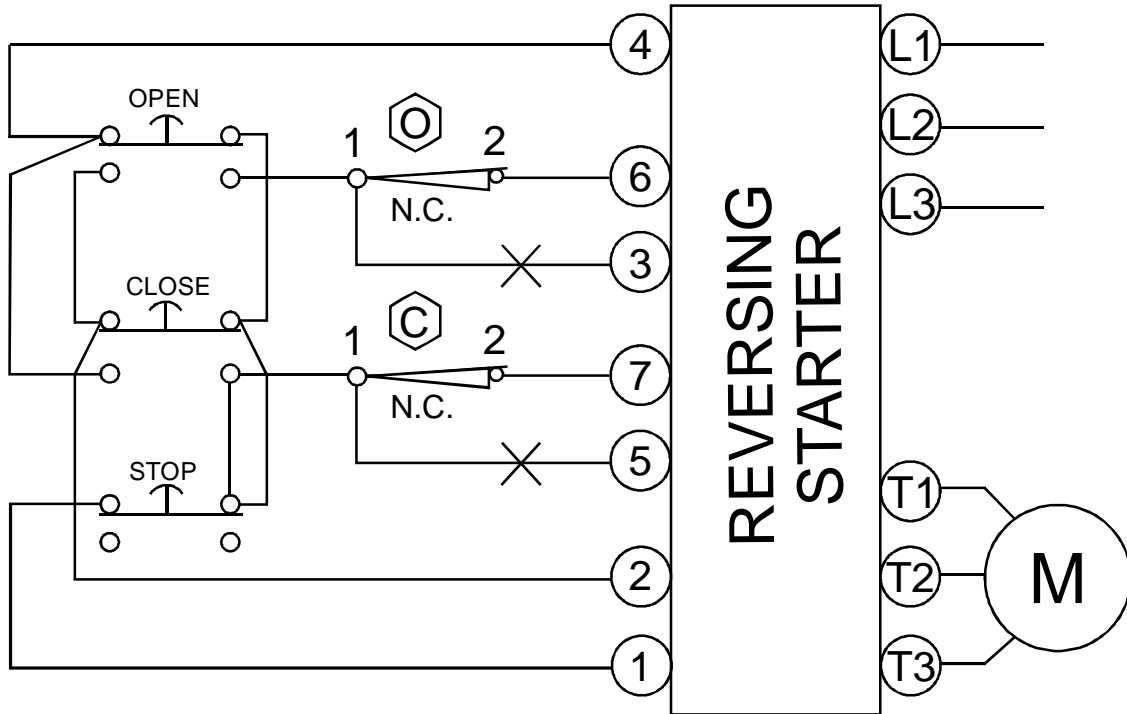 4
L1
OPEN
O
1 2
L2
6
N.C.
L3
3
CLOSE
C
1 2
7
N.C.
5
STOP
REVERSING
STARTER
T1
2
T2
M
1
T3